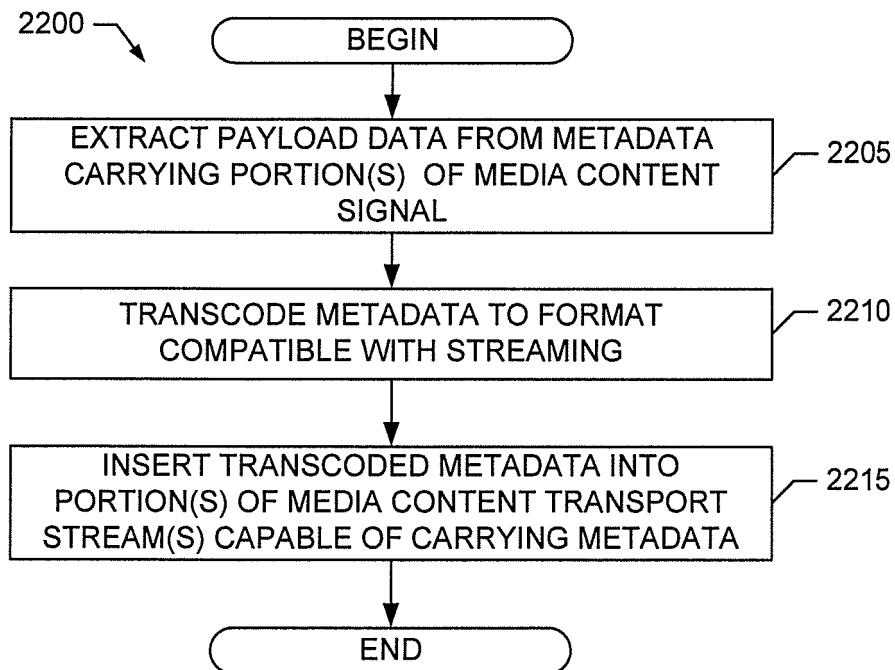 2200
BEGIN
EXTRACT PAYLOAD DATA FROM METADATA
CARRYING PORTION(S) OF MEDIA CONTENT
SIGNAL
2205
TRANSCODE METADATA TO FORMAT
COMPATIBLE WITH STREAMING
2210
INSERT TRANSCODED METADATA INTO
PORTION(S) OF MEDIA CONTENT TRANSPORT
STREAM(S) CAPABLE OF CARRYING METADATA
2215
END